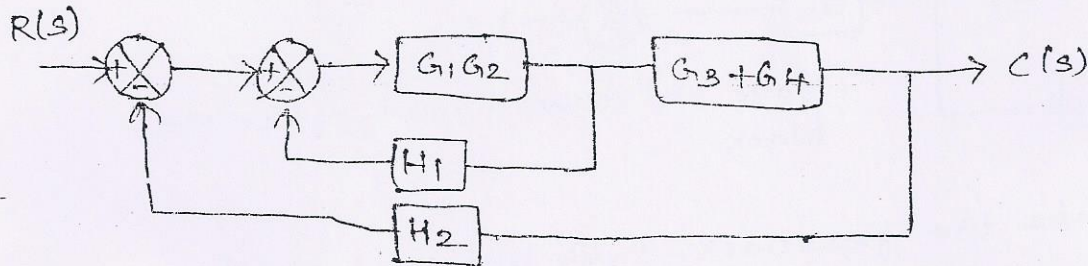 R(S)
+
-
+
-
G1G2
G3+G4
C(S)
H1
H2